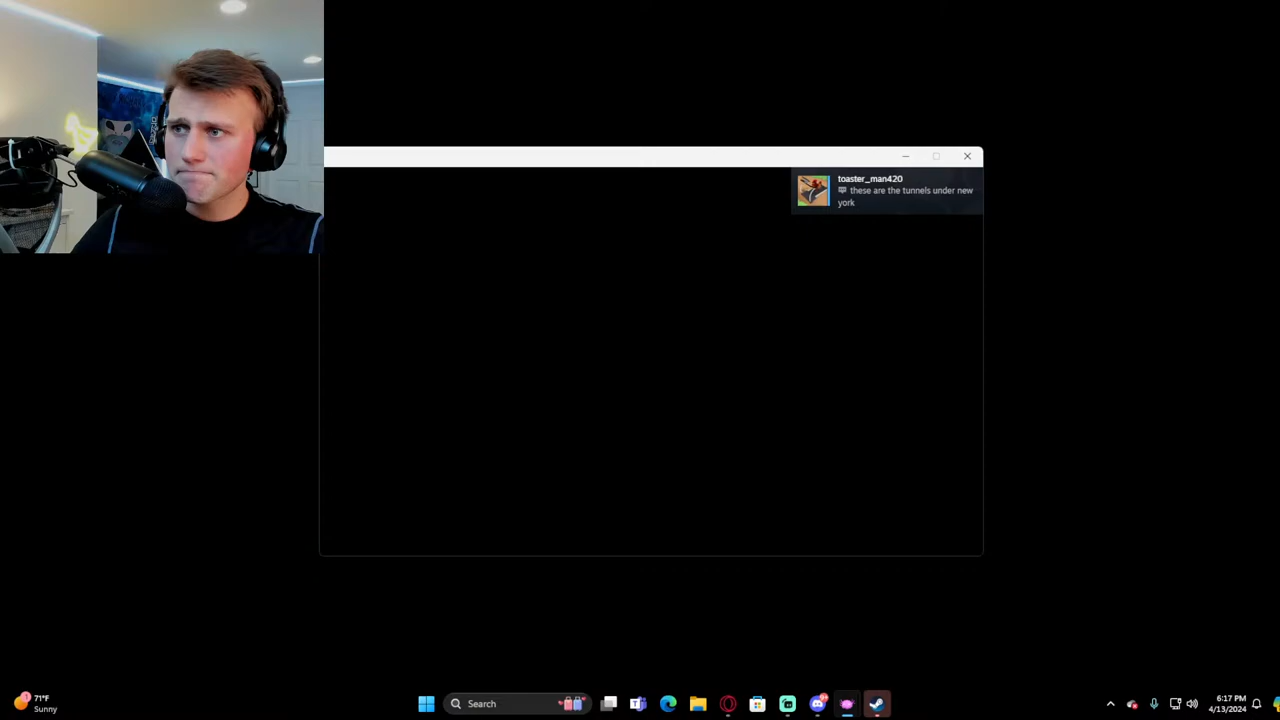 toaster_man420
these are the tunnels under new
york
71°F
Sunny
Search
6:17 PM
4/13/2024